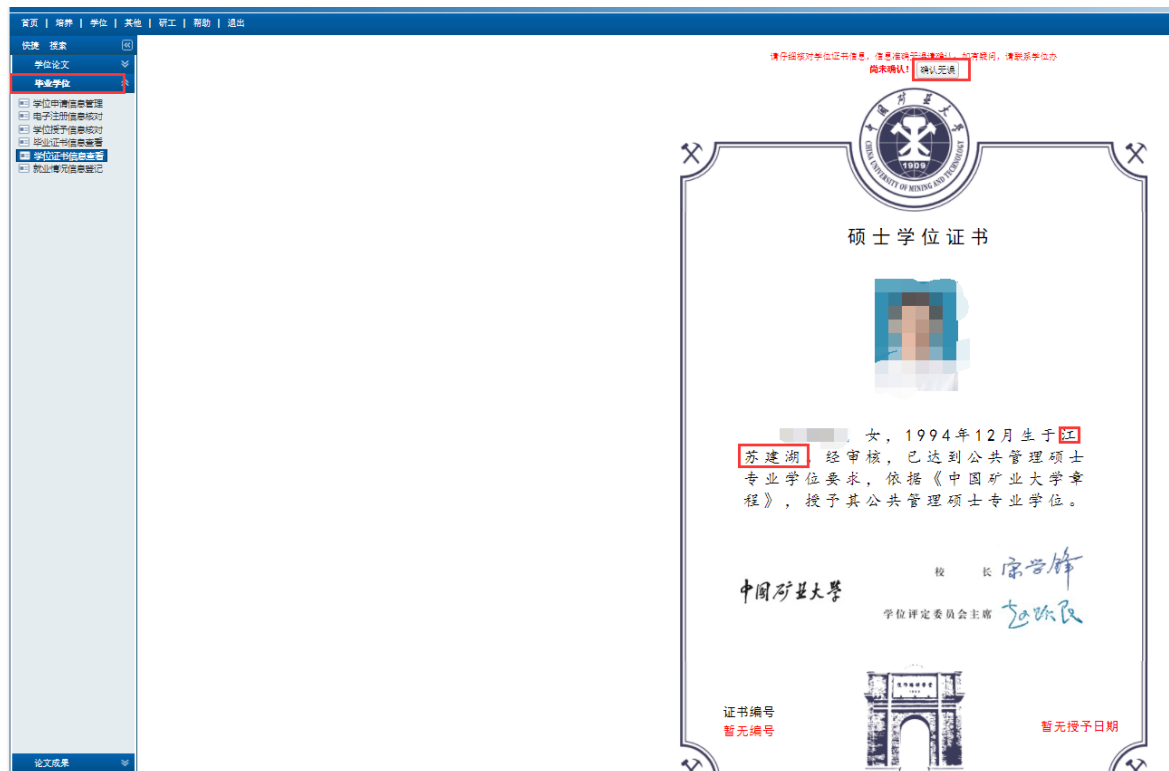 首页 | 培养 | 学位 | 其他 | 研工 | 帮助 | 退出
快捷 搜索
学位论文
毕业学位
学位申请信息管理
电子注册信息核对
学位授予信息核对
毕业证书信息查看
学位证书信息查看
就业情况信息登记
论文成果
请仔细核对学位证书信息，信息准确无误请确认，如有疑问，请联系学位办
尚未确认！ 确认无误
中国矿业大学
CHINA UNIVERSITY OF MINING AND TECHNOLOGY
1909
硕士学位证书
女，1994年12月生于江
苏建湖。经审核，已达到公共管理硕士
专业学位要求，依据《中国矿业大学章
程》，授予其公共管理硕士专业学位。
校 长
中国矿业大学
学位评定委员会主席 赵跃民
证书编号
暂无编号
暂无授予日期